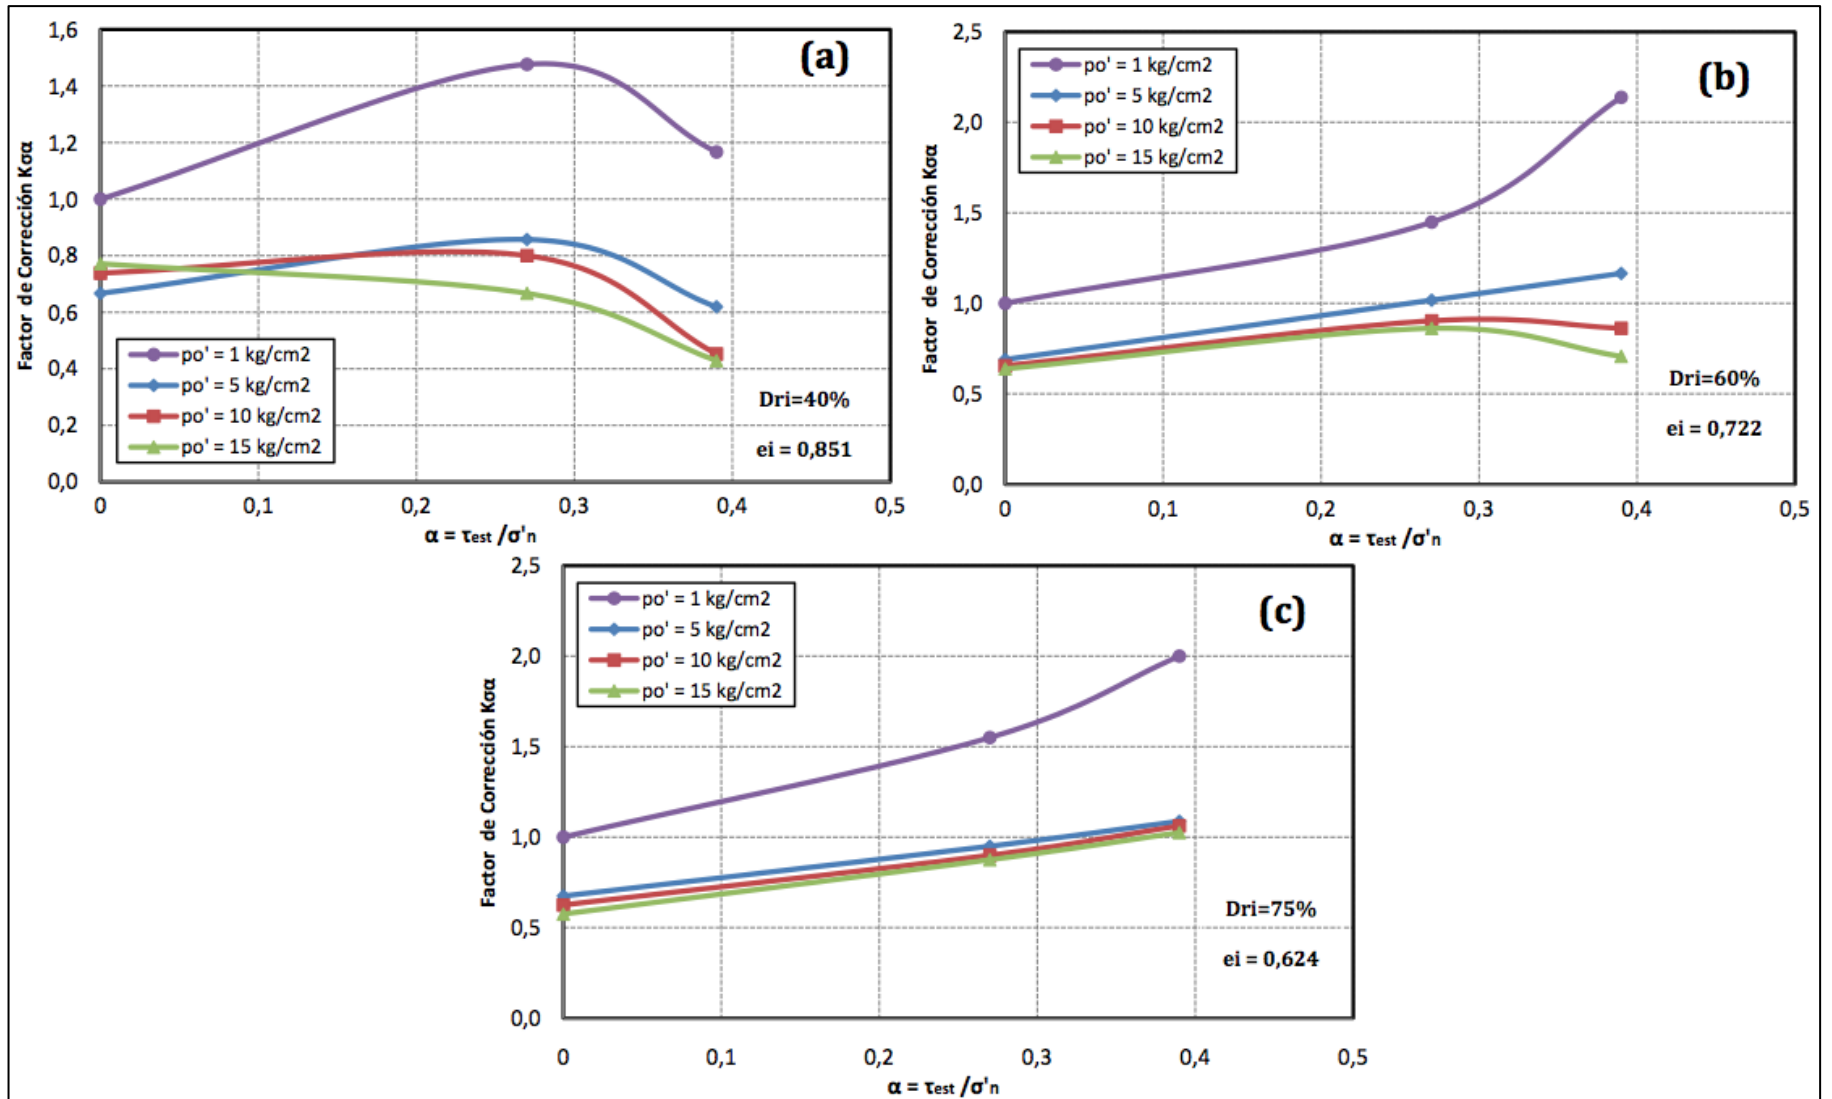 (a)
Factor de Corrección Kσα
1,6
1,4
1,2
1,0
0,8
0,6
0,4
0,2
0,0
po' = 1 kg/cm2
po' = 5 kg/cm2
po' = 10 kg/cm2
po' = 15 kg/cm2
Dri=40%
ei = 0,851
0 0,1 0,2 0,3 0,4 0,5
α = τest /σ'n
(b)
Factor de Corrección Kσα
2,5
2,0
1,5
1,0
0,5
0,0
po' = 1 kg/cm2
po' = 5 kg/cm2
po' = 10 kg/cm2
po' = 15 kg/cm2
Dri=60%
ei = 0,722
0 0,1 0,2 0,3 0,4 0,5
α = τest /σ'n
(c)
Factor de Corrección Kσα
2,5
2,0
1,5
1,0
0,5
0,0
po' = 1 kg/cm2
po' = 5 kg/cm2
po' = 10 kg/cm2
po' = 15 kg/cm2
Dri=75%
ei = 0,624
0 0,1 0,2 0,3 0,4 0,5
α = τest /σ'n